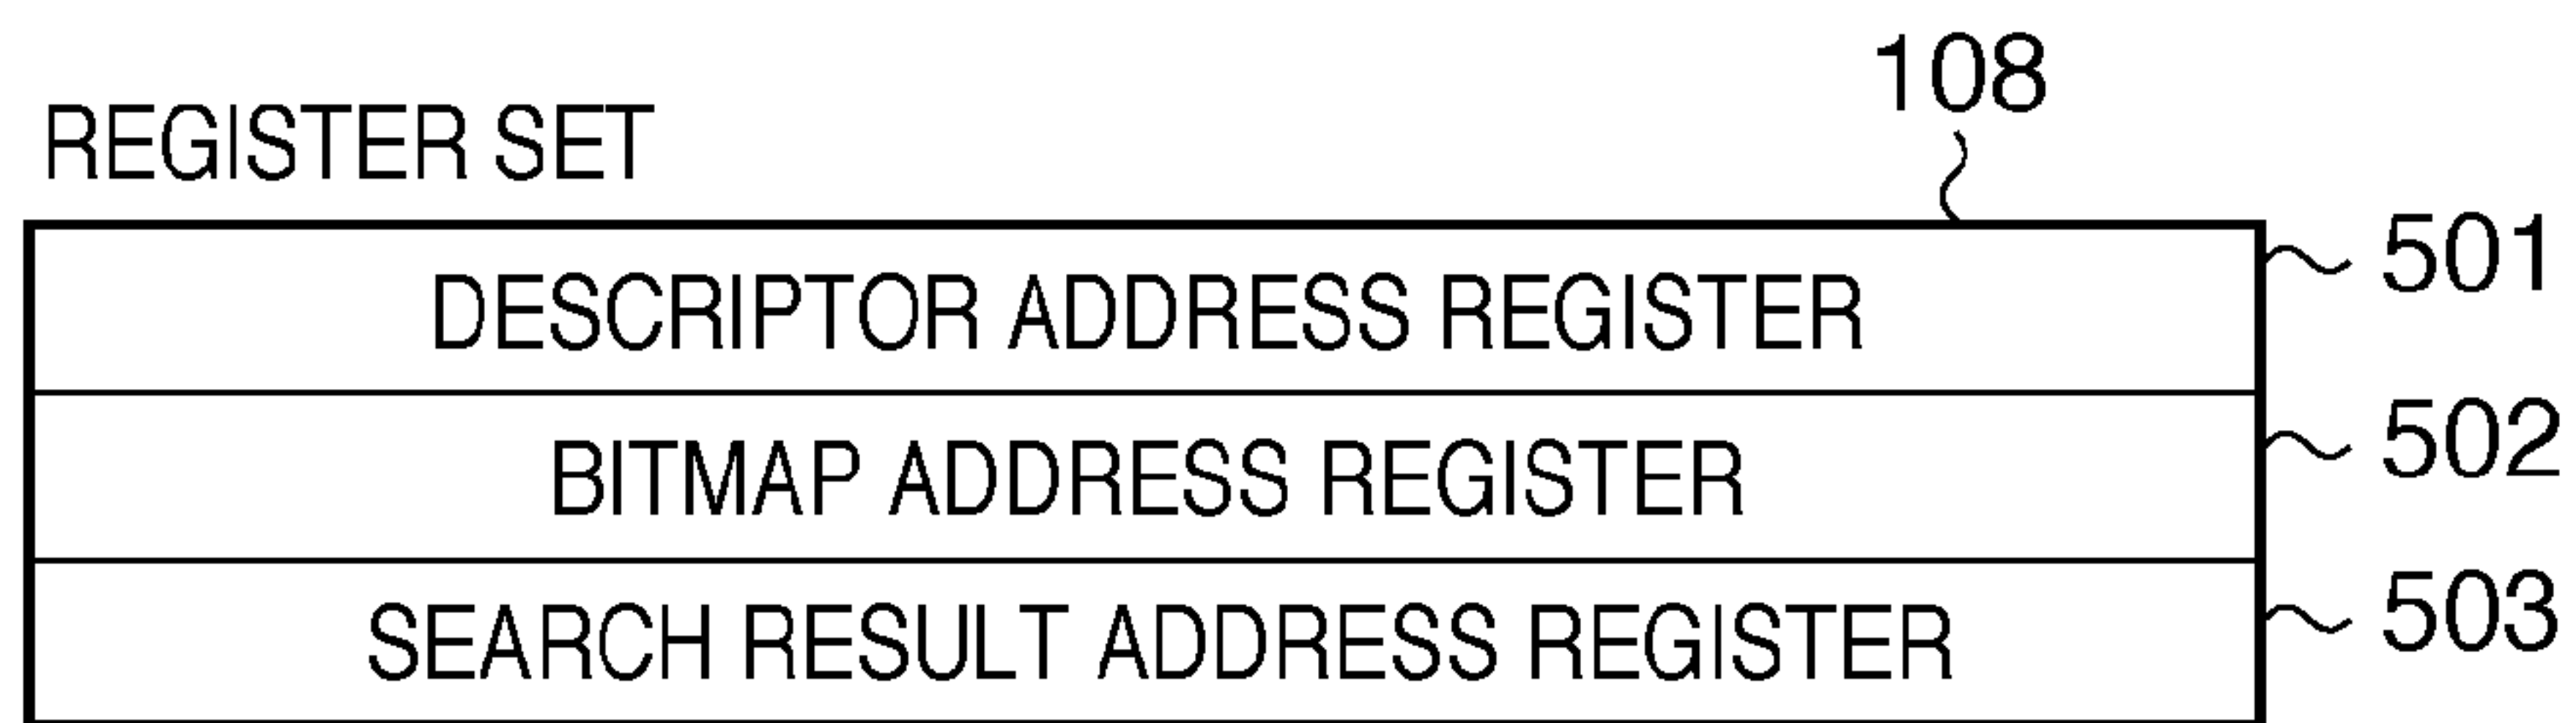 108
REGISTER SET
DESCRIPTOR ADDRESS REGISTER 501
BITMAP ADDRESS REGISTER 502
SEARCH RESULT ADDRESS REGISTER 503